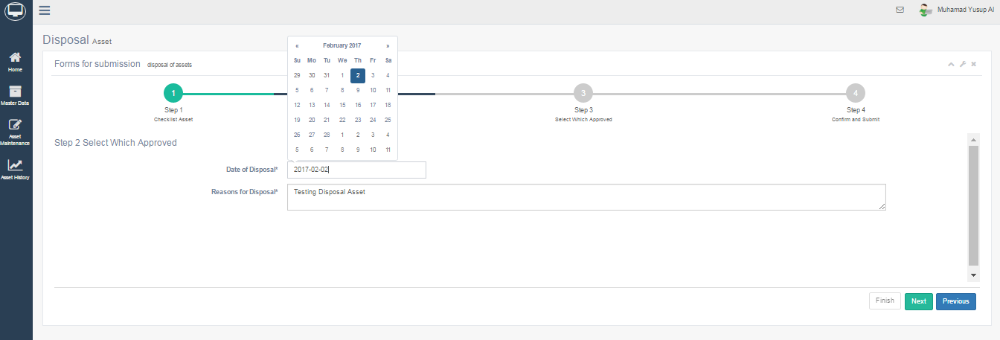 Muhamad Yusup Al
Disposal Asset
Home
Master Data
Asset Maintenance
Asset History
Forms for submission disposal of assets
« February 2017 »
Su Mo Tu We Th Fr Sa
29 30 31 1 2 3 4
5 6 7 8 9 10 11
12 13 14 15 16 17 18
19 20 21 22 23 24 25
26 27 28 1 2 3 4
5 6 7 8 9 10 11
1 3 4
Step 1 Step 3 Step 4
Checklist Asset Select Which Approved Confirm and Submit
Step 2 Select Which Approved
Date of Disposal* 2017-02-02
Reasons for Disposal* Testing Disposal Asset
Finish Next Previous